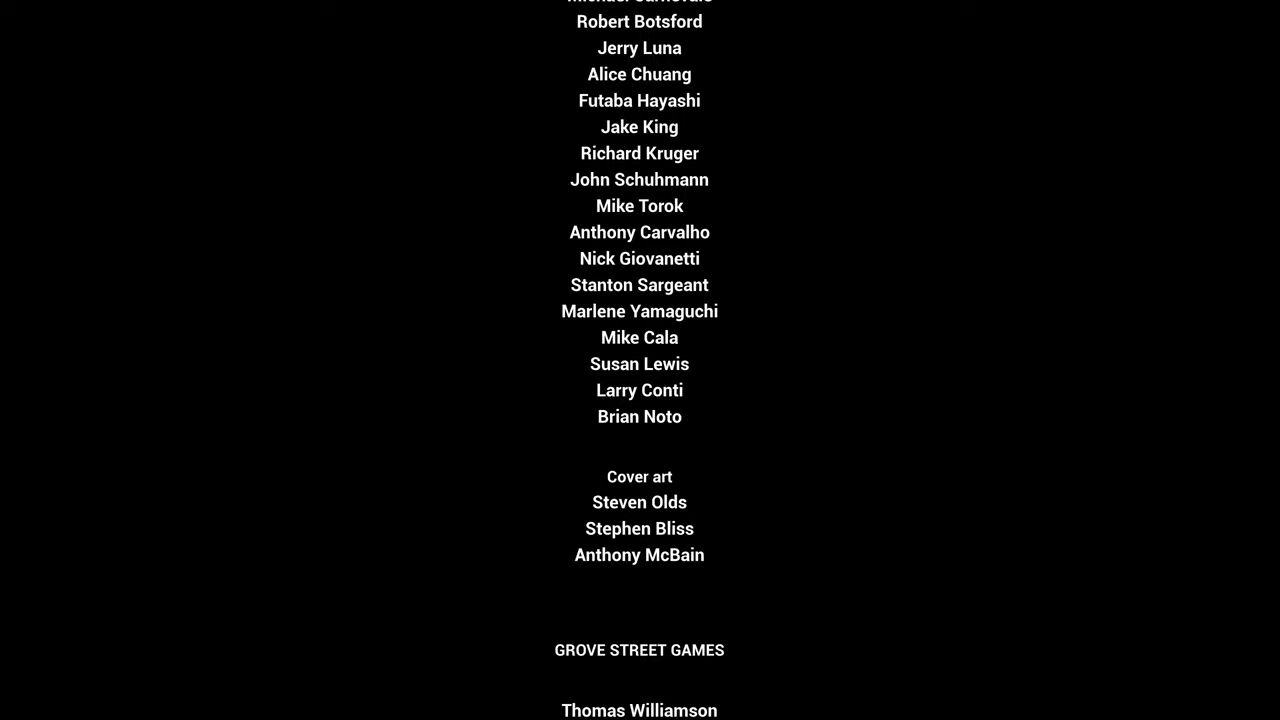 Robert Botsford
Jerry Luna
Alice Chuang
Futaba Hayashi
Jake King
Richard Kruger
John Schuhmann
Mike Torok
Anthony Carvalho
Nick Giovanetti
Stanton Sargeant
Marlene Yamaguchi
Mike Cala
Susan Lewis
Larry Conti
Brian Noto
Cover art
Steven Olds
Stephen Bliss
Anthony McBain
GROVE STREET GAMES
Thomas Williamson